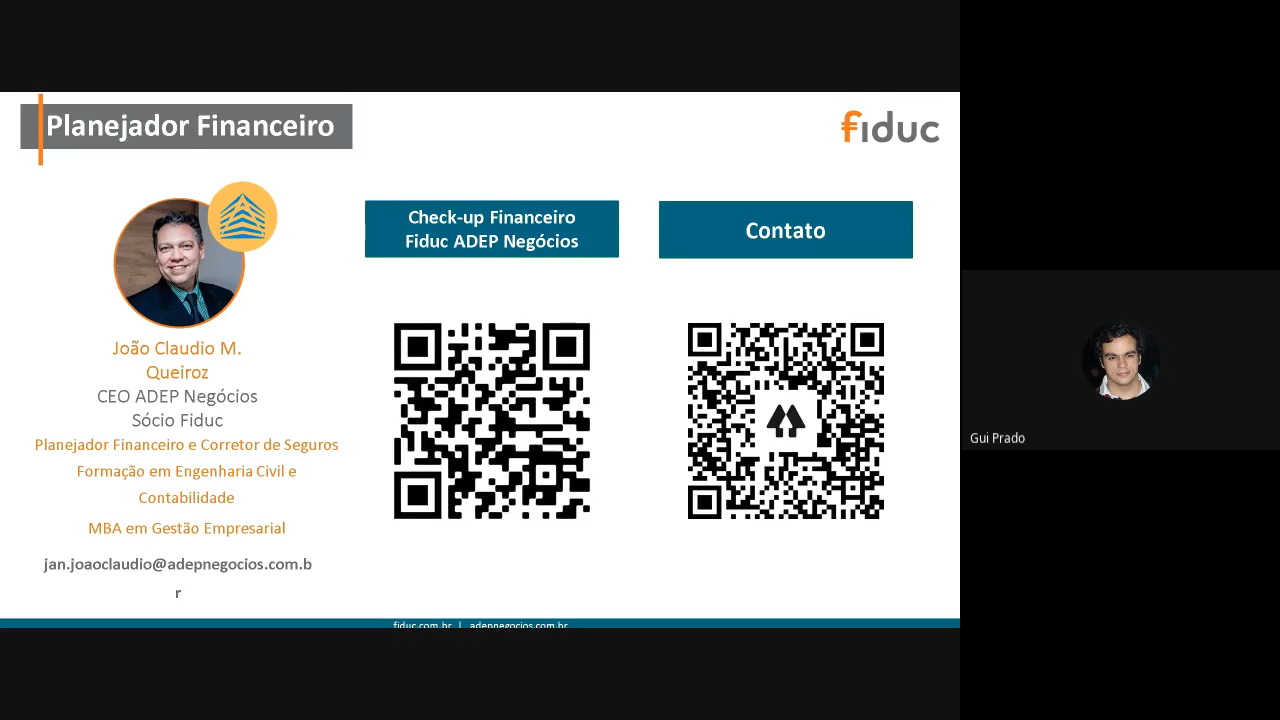 Planejador Financeiro
fiduc
João Claudio M.
Queiroz
CEO ADEP Negócios
Sócio Fiduc
Planejador Financeiro e Corretor de Seguros
Formação em Engenharia Civil e
Contabilidade
MBA em Gestão Empresarial
jan.joaoclaudio@adepnegocios.com.b
r
Check-up Financeiro
Fiduc ADEP Negócios
Contato
fiduc.com.br | adepnegocios.com.br
Gui Prado